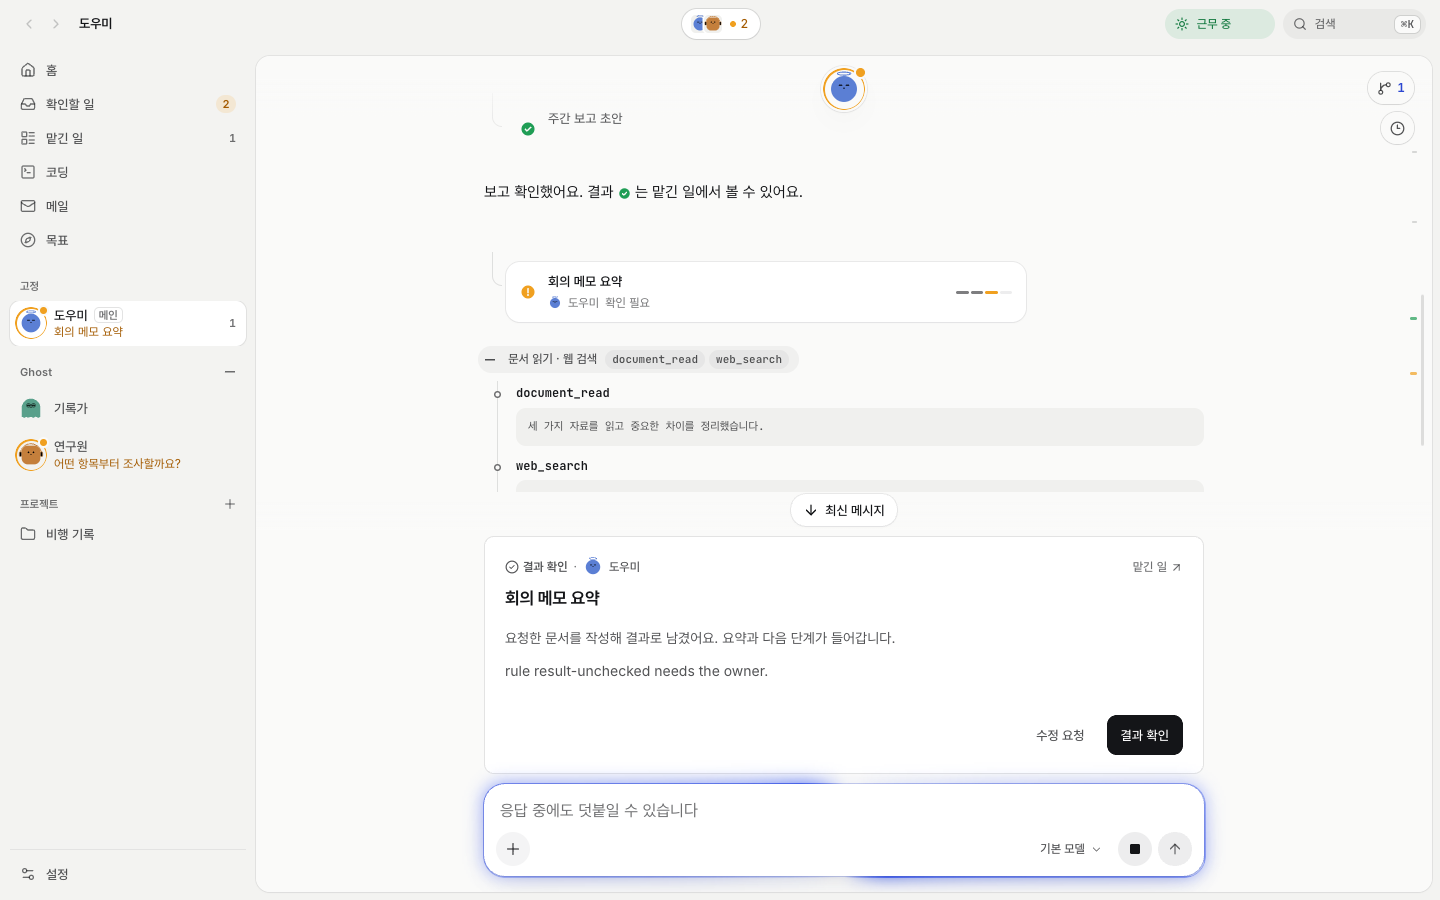 도우미
2
근무 중
검색
⌘K
홈
확인할 일
2
맡긴 일
1
코딩
메일
목표
고정
도우미
메인
회의 메모 요약
1
Ghost
기록가
연구원
어떤 항목부터 조사할까요?
프로젝트
비행 기록
설정
1
주간 보고 초안
보고 확인했어요. 결과 는 맡긴 일에서 볼 수 있어요.
회의 메모 요약
도우미 확인 필요
문서 읽기 · 웹 검색 document_read web_search
document_read
세 가지 자료를 읽고 중요한 차이를 정리했습니다.
web_search
최신 메시지
결과 확인 · 도우미
맡긴 일
회의 메모 요약
요청한 문서를 작성해 결과로 남겼어요. 요약과 다음 단계가 들어갑니다.
rule result-unchecked needs the owner.
수정 요청
결과 확인
응답 중에도 덧붙일 수 있습니다
기본 모델